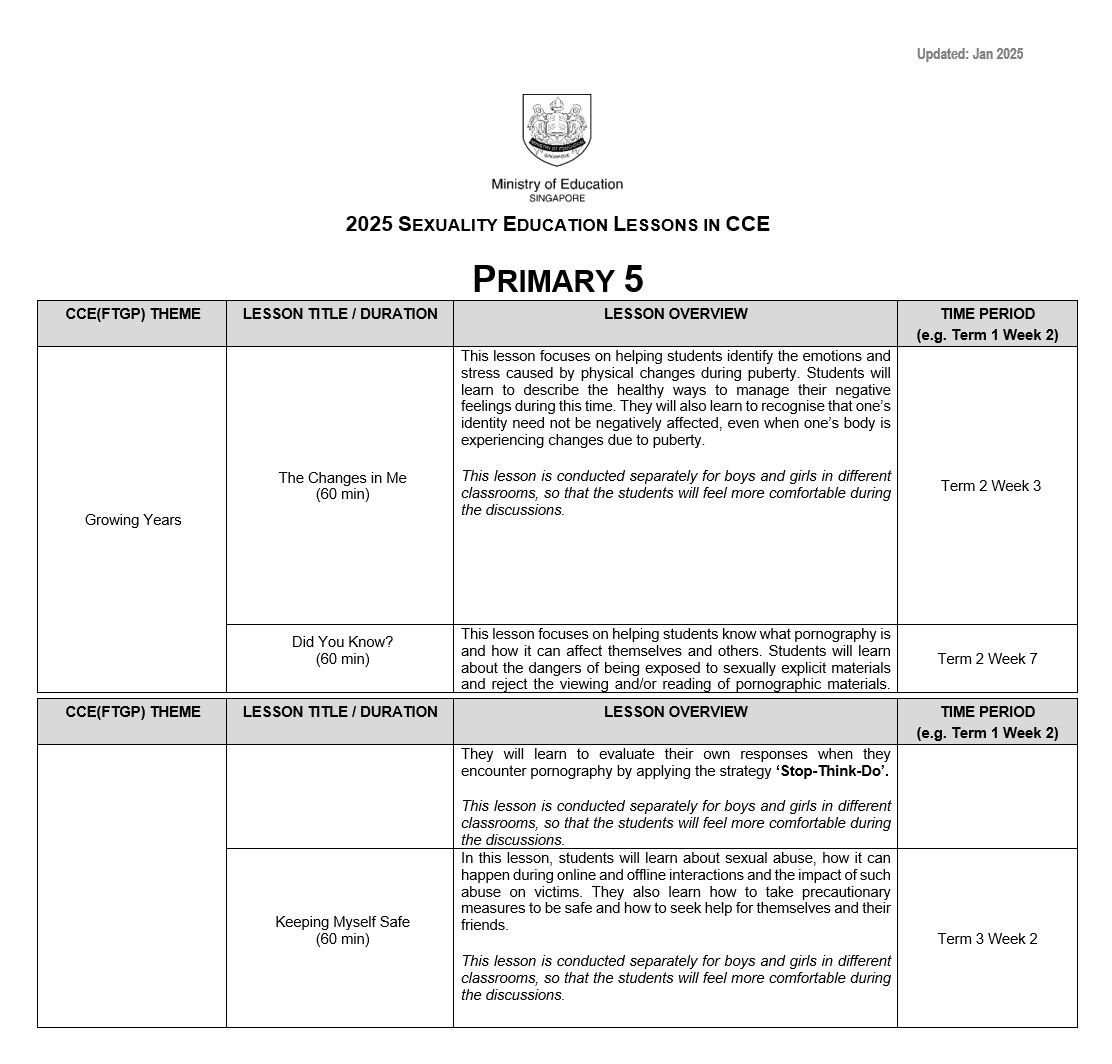 Updated: Jan 2025
MINISTRY OF EDUCATION
SINGAPORE
Ministry of Education
SINGAPORE
2025 SEXUALITY EDUCATION LESSONS IN CCE
PRIMARY 5
CCE(FTGP) THEME
LESSON TITLE / DURATION
LESSON OVERVIEW
TIME PERIOD
(e.g. Term 1 Week 2)
Growing Years
The Changes in Me
(60 min)
This lesson focuses on helping students identify the emotions and
stress caused by physical changes during puberty. Students will
learn to describe the healthy ways to manage their negative
feelings during this time. They will also learn to recognise that one’s
identity need not be negatively affected, even when one’s body is
experiencing changes due to puberty.
This lesson is conducted separately for boys and girls in different
classrooms, so that the students will feel more comfortable during
the discussions.
Term 2 Week 3
Did You Know?
(60 min)
This lesson focuses on helping students know what pornography is
and how it can affect themselves and others. Students will learn
about the dangers of being exposed to sexually explicit materials
and reject the viewing and/or reading of pornographic materials.
Term 2 Week 7
CCE(FTGP) THEME
LESSON TITLE / DURATION
LESSON OVERVIEW
TIME PERIOD
(e.g. Term 1 Week 2)
They will learn to evaluate their own responses when they
encounter pornography by applying the strategy ‘Stop-Think-Do’.
This lesson is conducted separately for boys and girls in different
classrooms, so that the students will feel more comfortable during
the discussions.
Keeping Myself Safe
(60 min)
In this lesson, students will learn about sexual abuse, how it can
happen during online and offline interactions and the impact of such
abuse on victims. They also learn how to take precautionary
measures to be safe and how to seek help for themselves and their
friends.
This lesson is conducted separately for boys and girls in different
classrooms, so that the students will feel more comfortable during
the discussions.
Term 3 Week 2